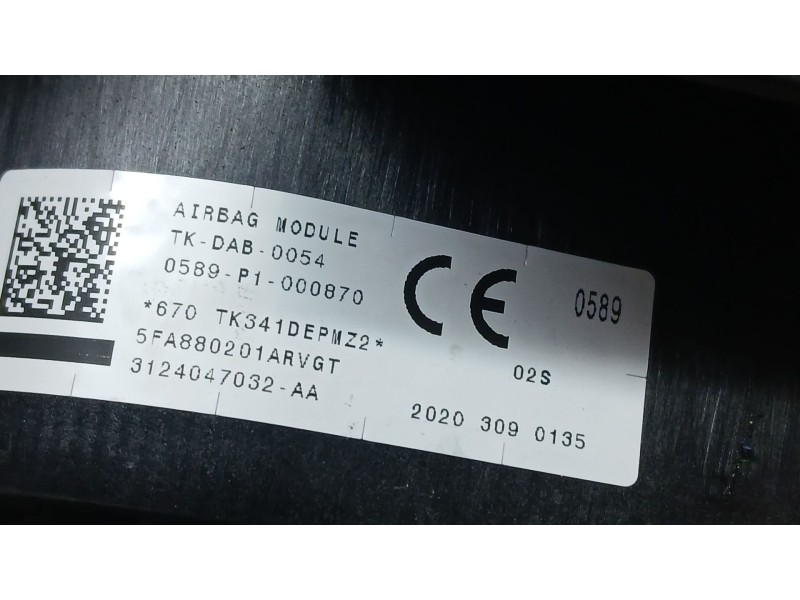 AIRBAG MODULE
TK-DAB-0054
0589-P1-000870
*670 TK341DEPMZ2*
5FA880201ARVGT
3124047032-AA
CE 0589
02S
2020 309 0135